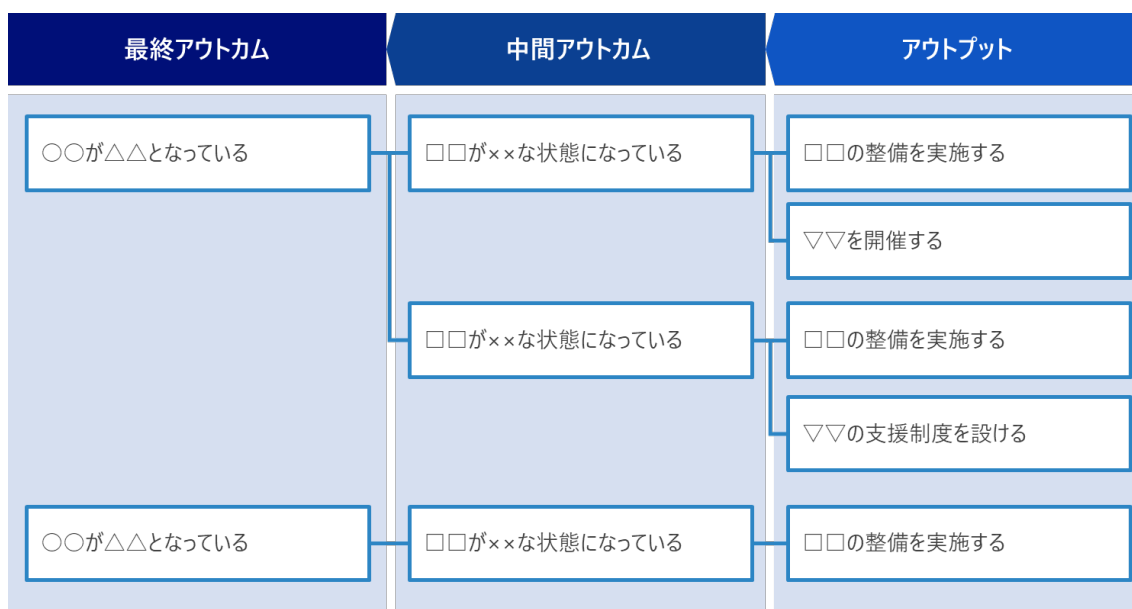 最終アウトカム
中間アウトカム
アウトプット
○○が△△となっている
□□が××な状態になっている
□□の整備を実施する
▽▽を開催する
□□が××な状態になっている
□□の整備を実施する
▽▽の支援制度を設ける
○○が△△となっている
□□が××な状態になっている
□□の整備を実施する